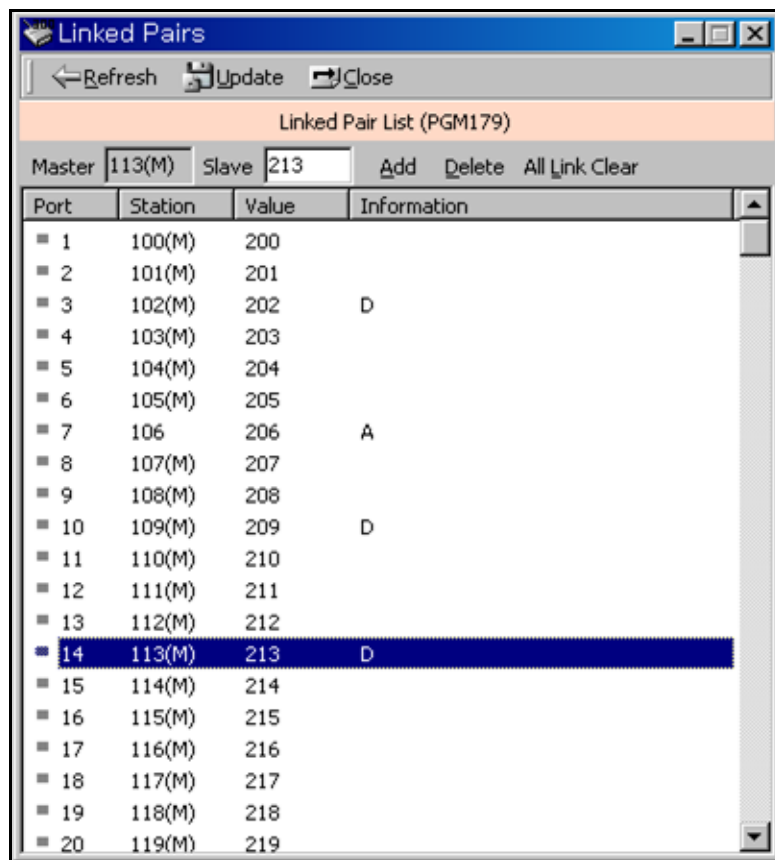 Linked Pairs
Refresh Update Close
Linked Pair List (PGM179)
Master 113(M) Slave 213 Add Delete All Link Clear
Port Station Value Information
1 100(M) 200
2 101(M) 201
3 102(M) 202 D
4 103(M) 203
5 104(M) 204
6 105(M) 205
7 106 206 A
8 107(M) 207
9 108(M) 208
10 109(M) 209 D
11 110(M) 210
12 111(M) 211
13 112(M) 212
14 113(M) 213 D
15 114(M) 214
16 115(M) 215
17 116(M) 216
18 117(M) 217
19 118(M) 218
20 119(M) 219